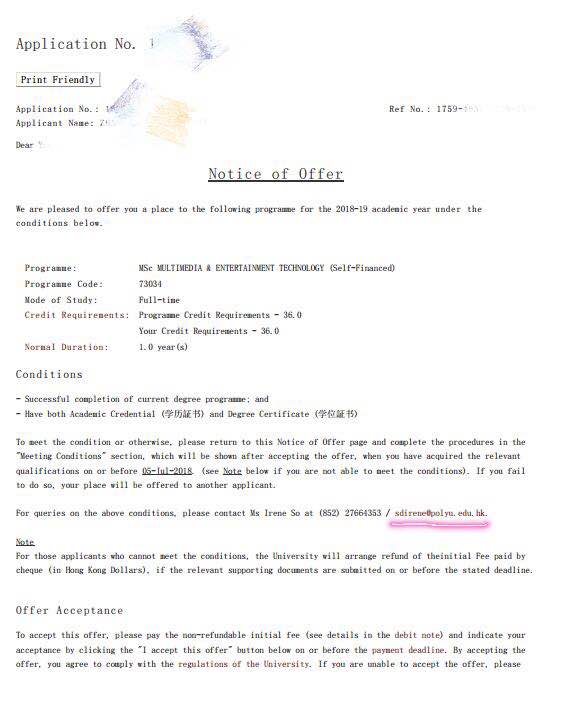 Application No.
Print Friendly
Application No.:
Ref No.: 1759-
Applicant Name:
Dear
Notice of Offer
We are pleased to offer you a place to the following programme for the 2018-19 academic year under the
conditions below.
Programme: MSc MULTIMEDIA & ENTERTAINMENT TECHNOLOGY (Self-Financed)
Programme Code: 73034
Mode of Study: Full-time
Credit Requirements: Programme Credit Requirements - 36.0
Your Credit Requirements - 36.0
Normal Duration: 1.0 year(s)
Conditions
- Successful completion of current degree programme; and
- Have both Academic Credential (学历証书) and Degree Certificate (学位証书)
To meet the condition or otherwise, please return to this Notice of Offer page and complete the procedures in the
"Meeting Conditions" section, which will be shown after accepting the offer, when you have acquired the relevant
qualifications on or before 05-Jul-2018. (see Note below if you are not able to meet the conditions). If you fail
to do so, your place will be offered to another applicant.
For queries on the above conditions, please contact Ms Irene So at (852) 27664353 / sdirene@polyu.edu.hk.
Note
For those applicants who cannot meet the conditions, the University will arrange refund of theinitial Fee paid by
cheque (in Hong Kong Dollars), if the relevant supporting documents are submitted on or before the stated deadline.
Offer Acceptance
To accept this offer, please pay the non-refundable initial fee (see details in the debit note) and indicate your
acceptance by clicking the "I accept this offer" button below on or before the payment deadline. By accepting the
offer, you agree to comply with the regulations of the University. If you are unable to accept the offer, please